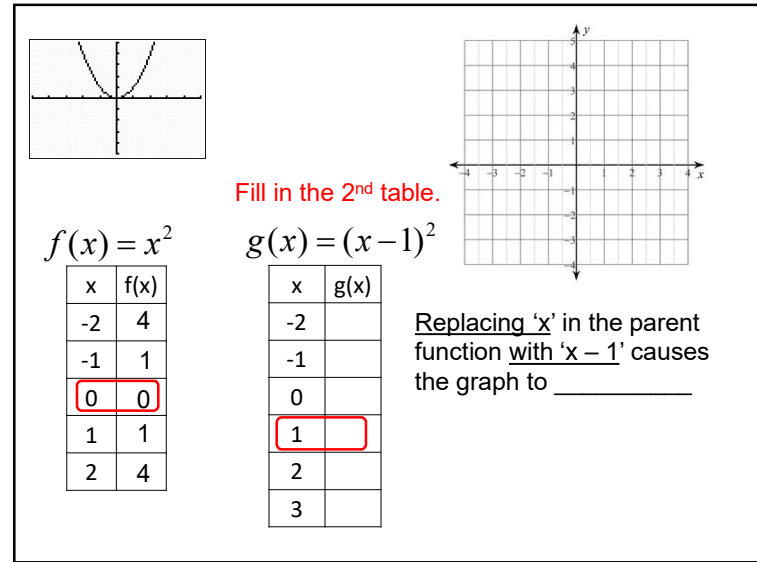 y
5
4
3
2
1
-4 -3 -2 -1 1 2 3 4 x
-1
-2
-3
-4
Fill in the 2nd table.
f(x) = x²
g(x) = (x − 1)²
x f(x)
-2 4
-1 1
0 0
1 1
2 4
x g(x)
-2
-1
0
1
2
3
Replacing ‘x’ in the parent
function with ‘x – 1’ causes
the graph to ___________